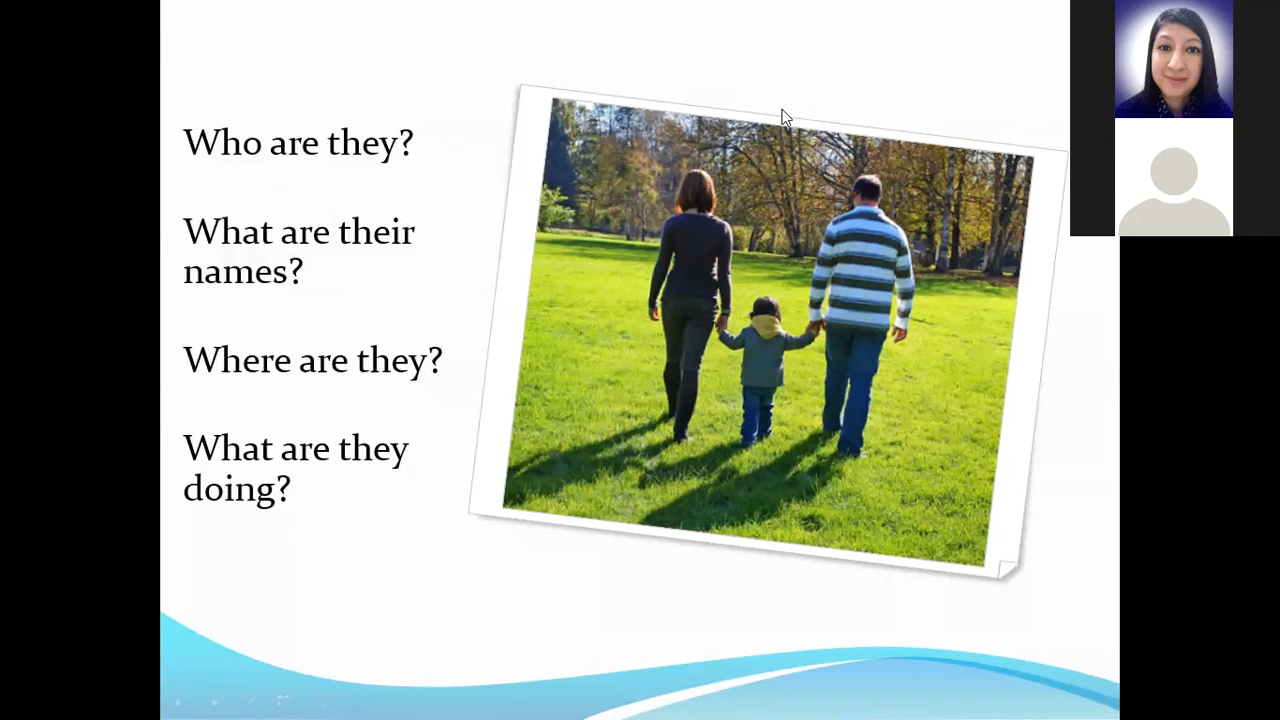 Who are they?
What are their
names?
Where are they?
What are they
doing?